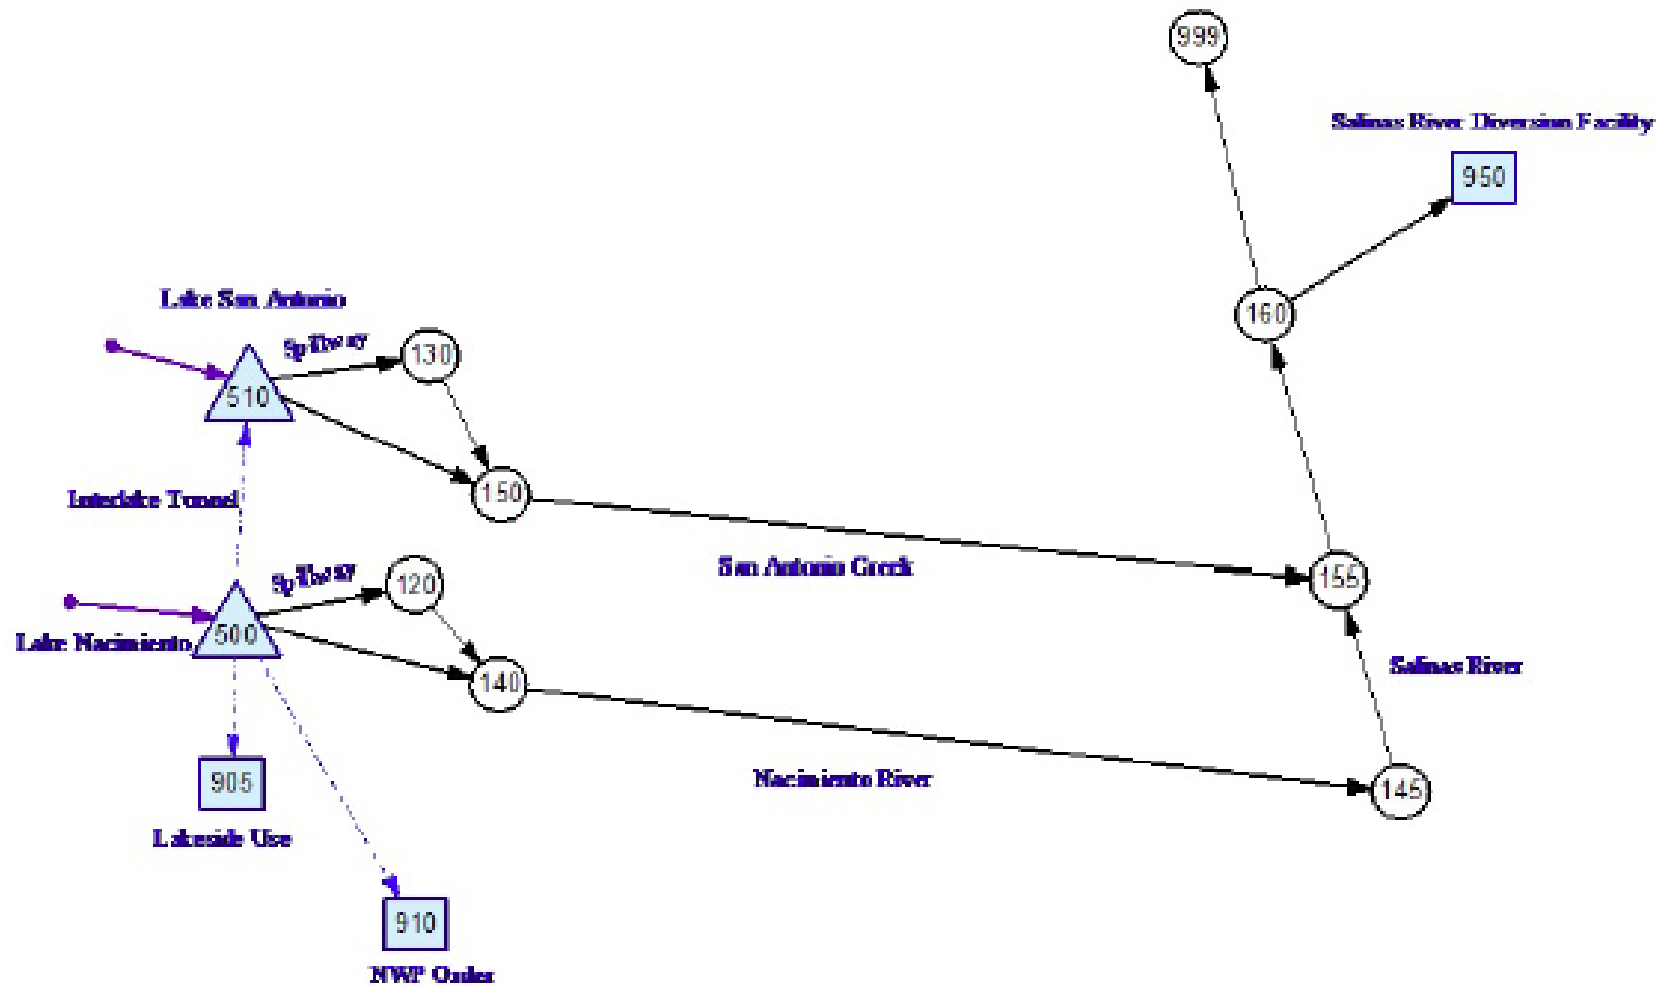 999
Salinas River Diversion Facility
950
Lake San Antonio
160
Spillway
130
510
Interlake Tunnel
150
San Antonio Creek
155
Spillway
120
500
Lake Nacimiento
140
Salinas River
905
Nacimiento River
145
Lakeside Use
910
NWP Order